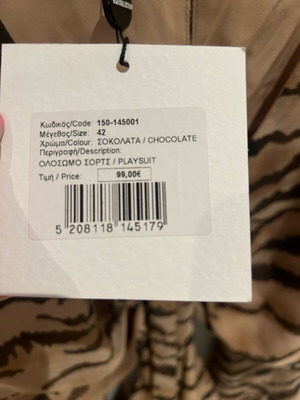 Κωδικός/Code: 150-145001
Μέγεθος/Size: 42
Χρώμα/Colour: ΣΟΚΟΛΑΤΑ / CHOCOLATE
Περιγραφή/Description:
ΟΛΟΣΩΜΟ ΣΟΡΤΣ / PLAYSUIT
Τιμή / Price: 99,00€
5 208118 145179